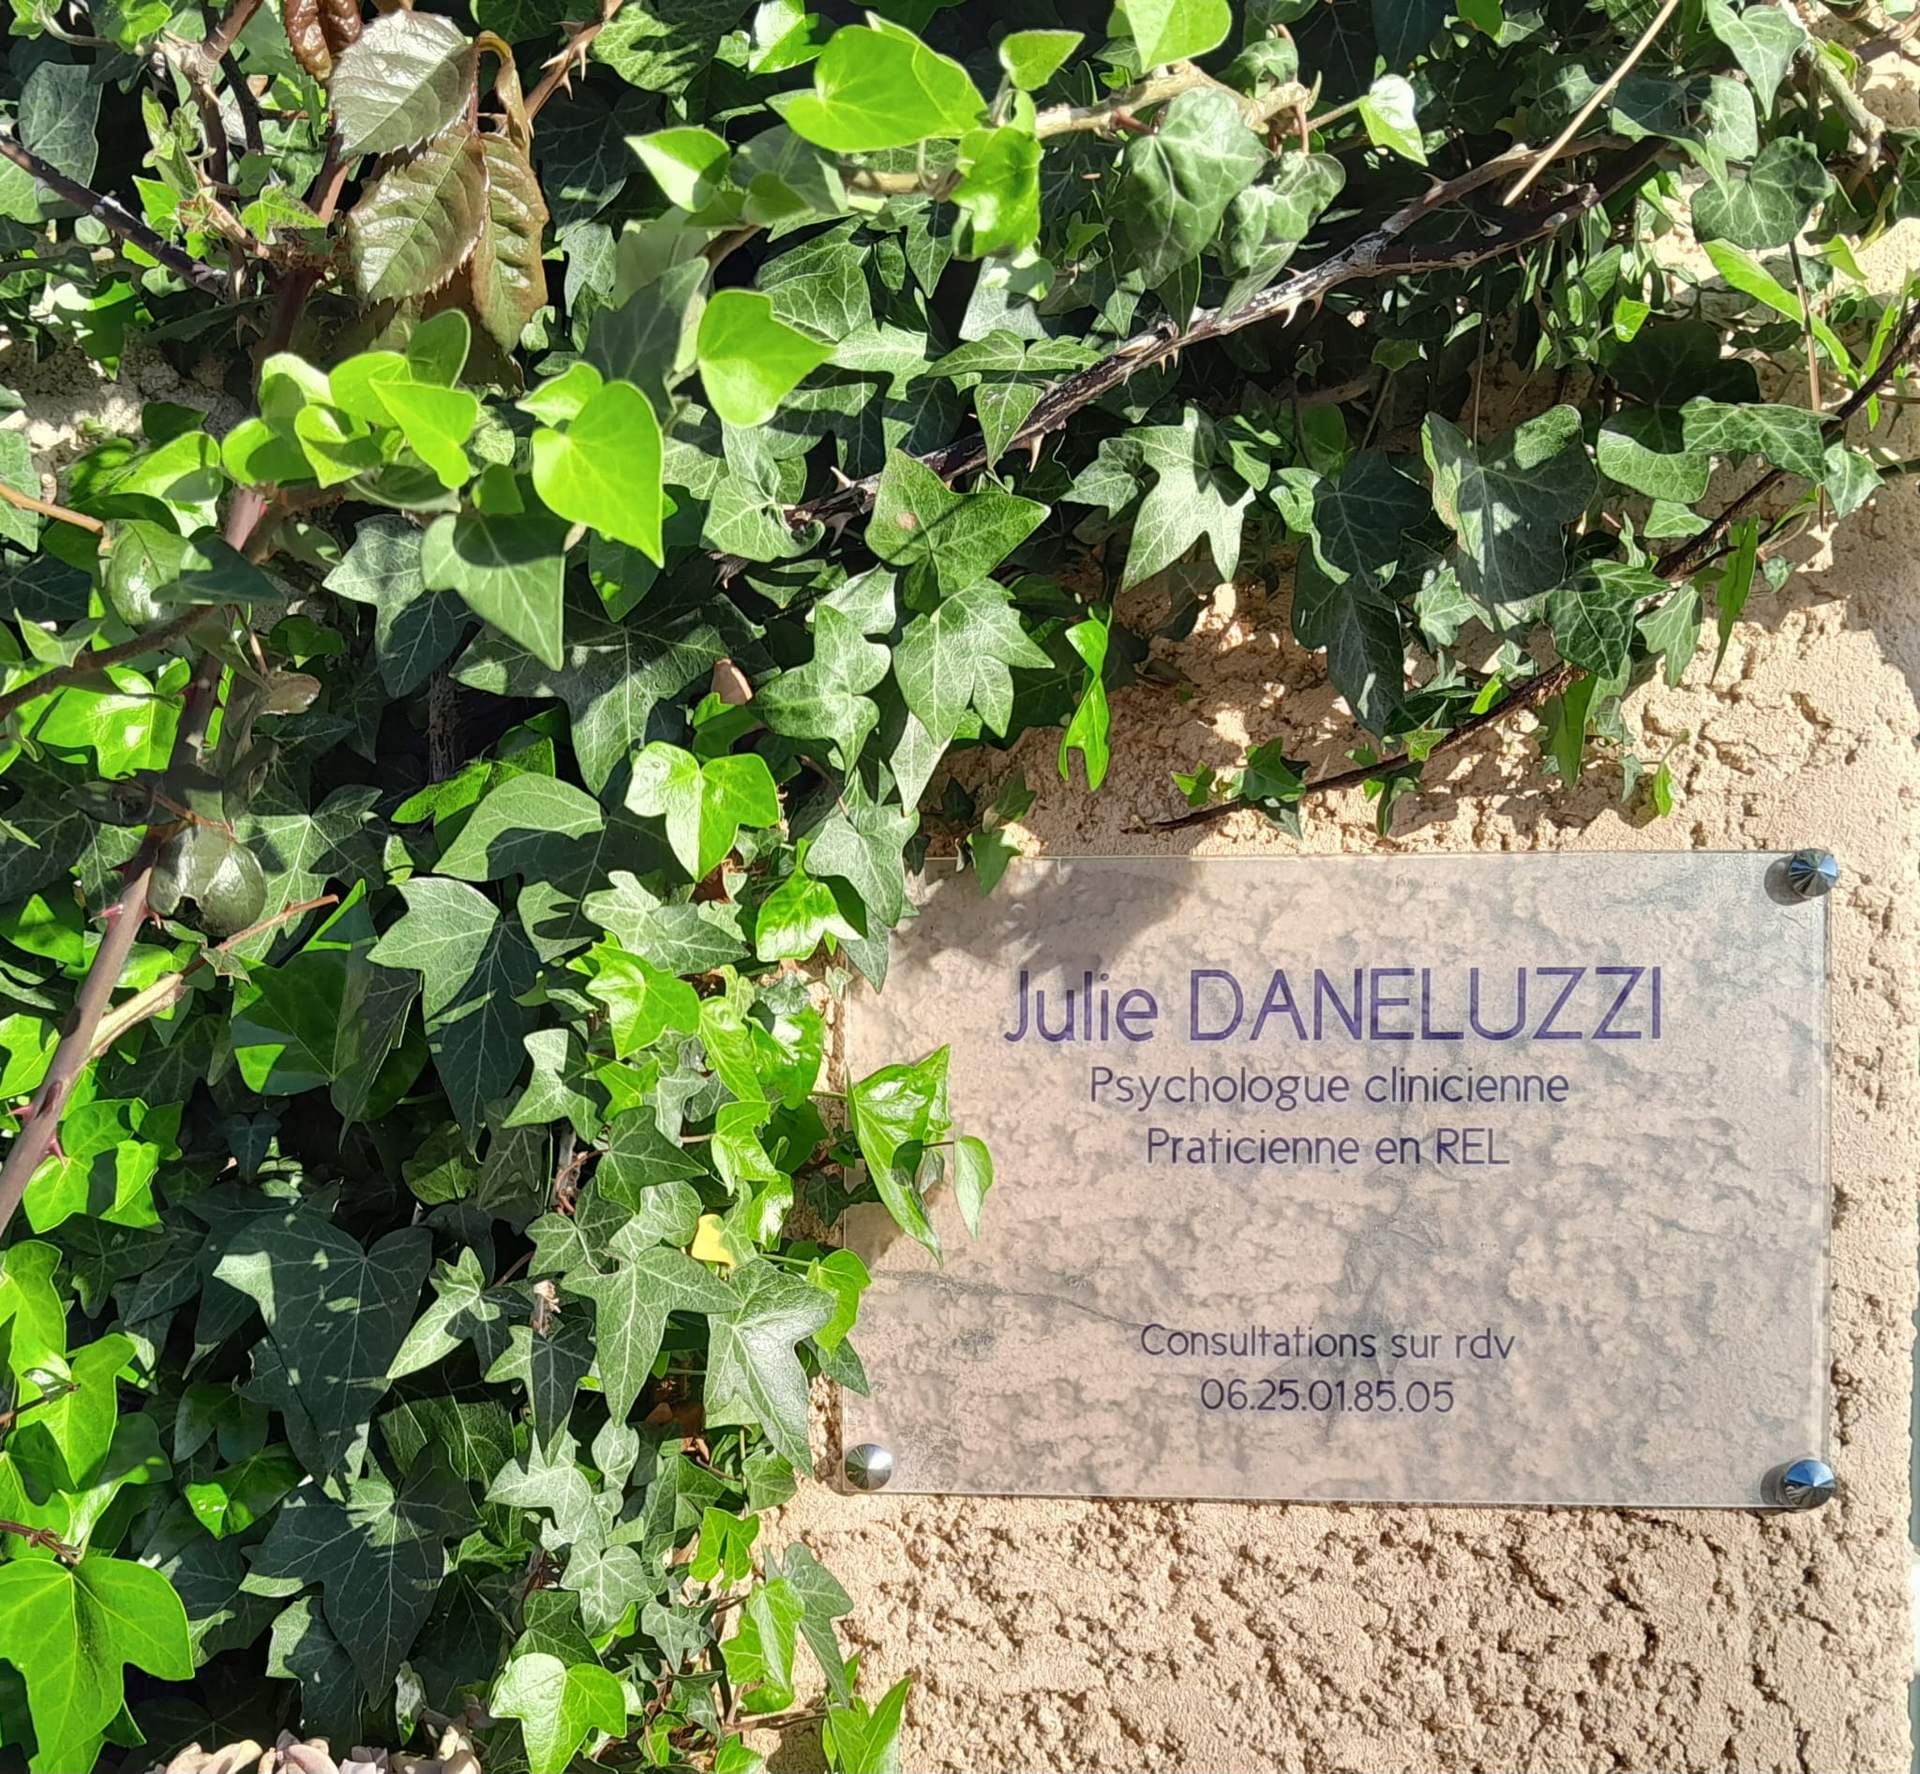 Julie DANELUZZI
Psychologue clinicienne
Praticienne en REL
Consultations sur rdv
06.25.01.85.05